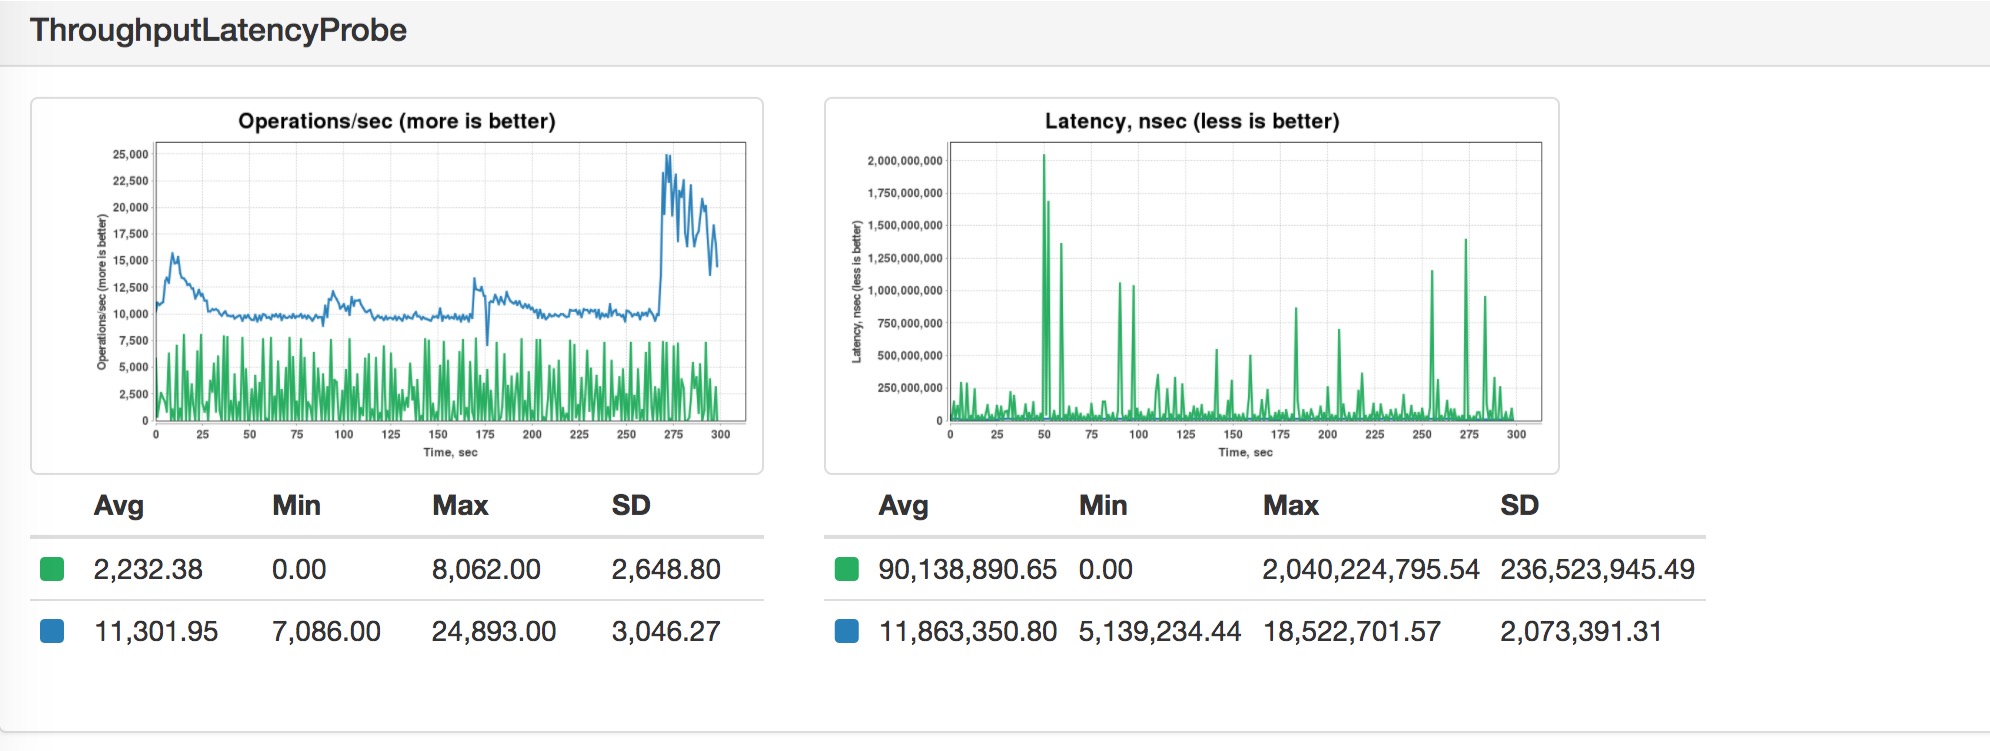 ThroughputLatencyProbe
Operations/sec (more is better)
25,000
22,500
20,000
17,500
15,000
12,500
10,000
7,500
5,000
2,500
0
Operations/sec (more is better)
0 25 50 75 100 125 150 175 200 225 250 275 300
Time, sec
Latency, nsec (less is better)
2,000,000,000
1,750,000,000
1,500,000,000
1,250,000,000
1,000,000,000
750,000,000
500,000,000
250,000,000
0
Latency, nsec (less is better)
0 25 50 75 100 125 150 175 200 225 250 275 300
Time, sec
Avg Min Max SD
2,232.38 0.00 8,062.00 2,648.80
11,301.95 7,086.00 24,893.00 3,046.27
Avg Min Max SD
90,138,890.65 0.00 2,040,224,795.54 236,523,945.49
11,863,350.80 5,139,234.44 18,522,701.57 2,073,391.31